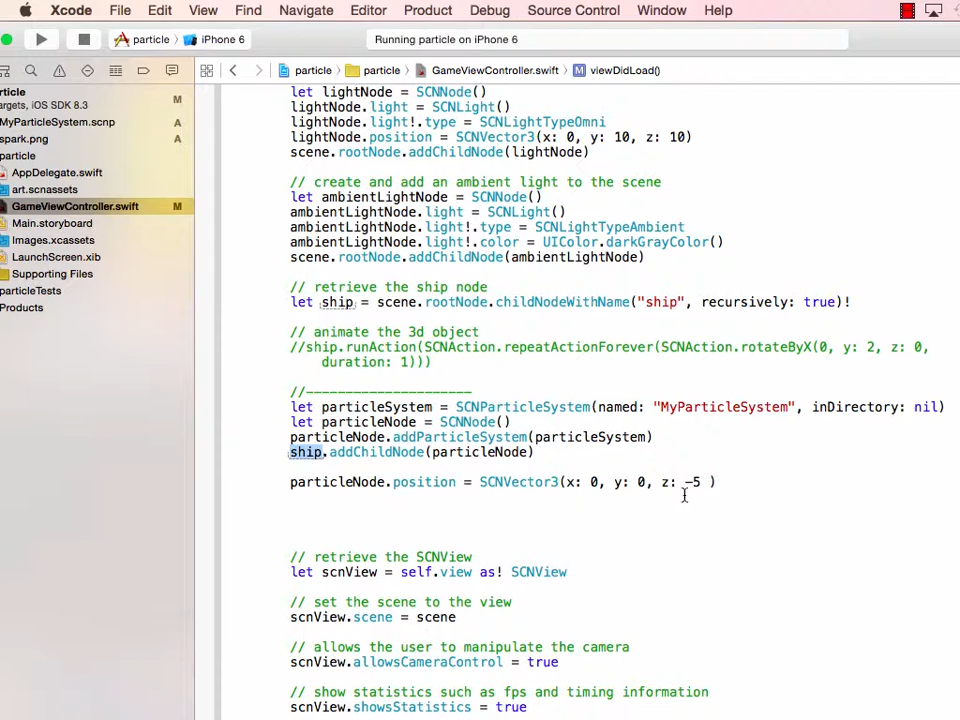 Xcode File Edit View Find Navigate Editor Product Debug Source Control Window Help
particle iPhone 6 Running particle on iPhone 6
particle particle GameViewController.swift M viewDidLoad()
article
argets, iOS SDK 8.3 M
MyParticleSystem.scnp A
spark.png A
particle
AppDelegate.swift
art.scnassets
GameViewController.swift M
Main.storyboard
Images.xcassets
LaunchScreen.xib
Supporting Files
particleTests
Products
let lightNode = SCNNode()
lightNode.light = SCNLight()
lightNode.light!.type = SCNLightTypeOmni
lightNode.position = SCNVector3(x: 0, y: 10, z: 10)
scene.rootNode.addChildNode(lightNode)
// create and add an ambient light to the scene
let ambientLightNode = SCNNode()
ambientLightNode.light = SCNLight()
ambientLightNode.light!.type = SCNLightTypeAmbient
ambientLightNode.light!.color = UIColor.darkGrayColor()
scene.rootNode.addChildNode(ambientLightNode)
// retrieve the ship node
let ship = scene.rootNode.childNodeWithName("ship", recursively: true)!
// animate the 3d object
//ship.runAction(SCNAction.repeatActionForever(SCNAction.rotateByX(0, y: 2, z: 0,
duration: 1)))
//---------------------
let particleSystem = SCNParticleSystem(named: "MyParticleSystem", inDirectory: nil)
let particleNode = SCNNode()
particleNode.addParticleSystem(particleSystem)
ship.addChildNode(particleNode)
particleNode.position = SCNVector3(x: 0, y: 0, z: -5 )
// retrieve the SCNView
let scnView = self.view as! SCNView
// set the scene to the view
scnView.scene = scene
// allows the user to manipulate the camera
scnView.allowsCameraControl = true
// show statistics such as fps and timing information
scnView.showsStatistics = true